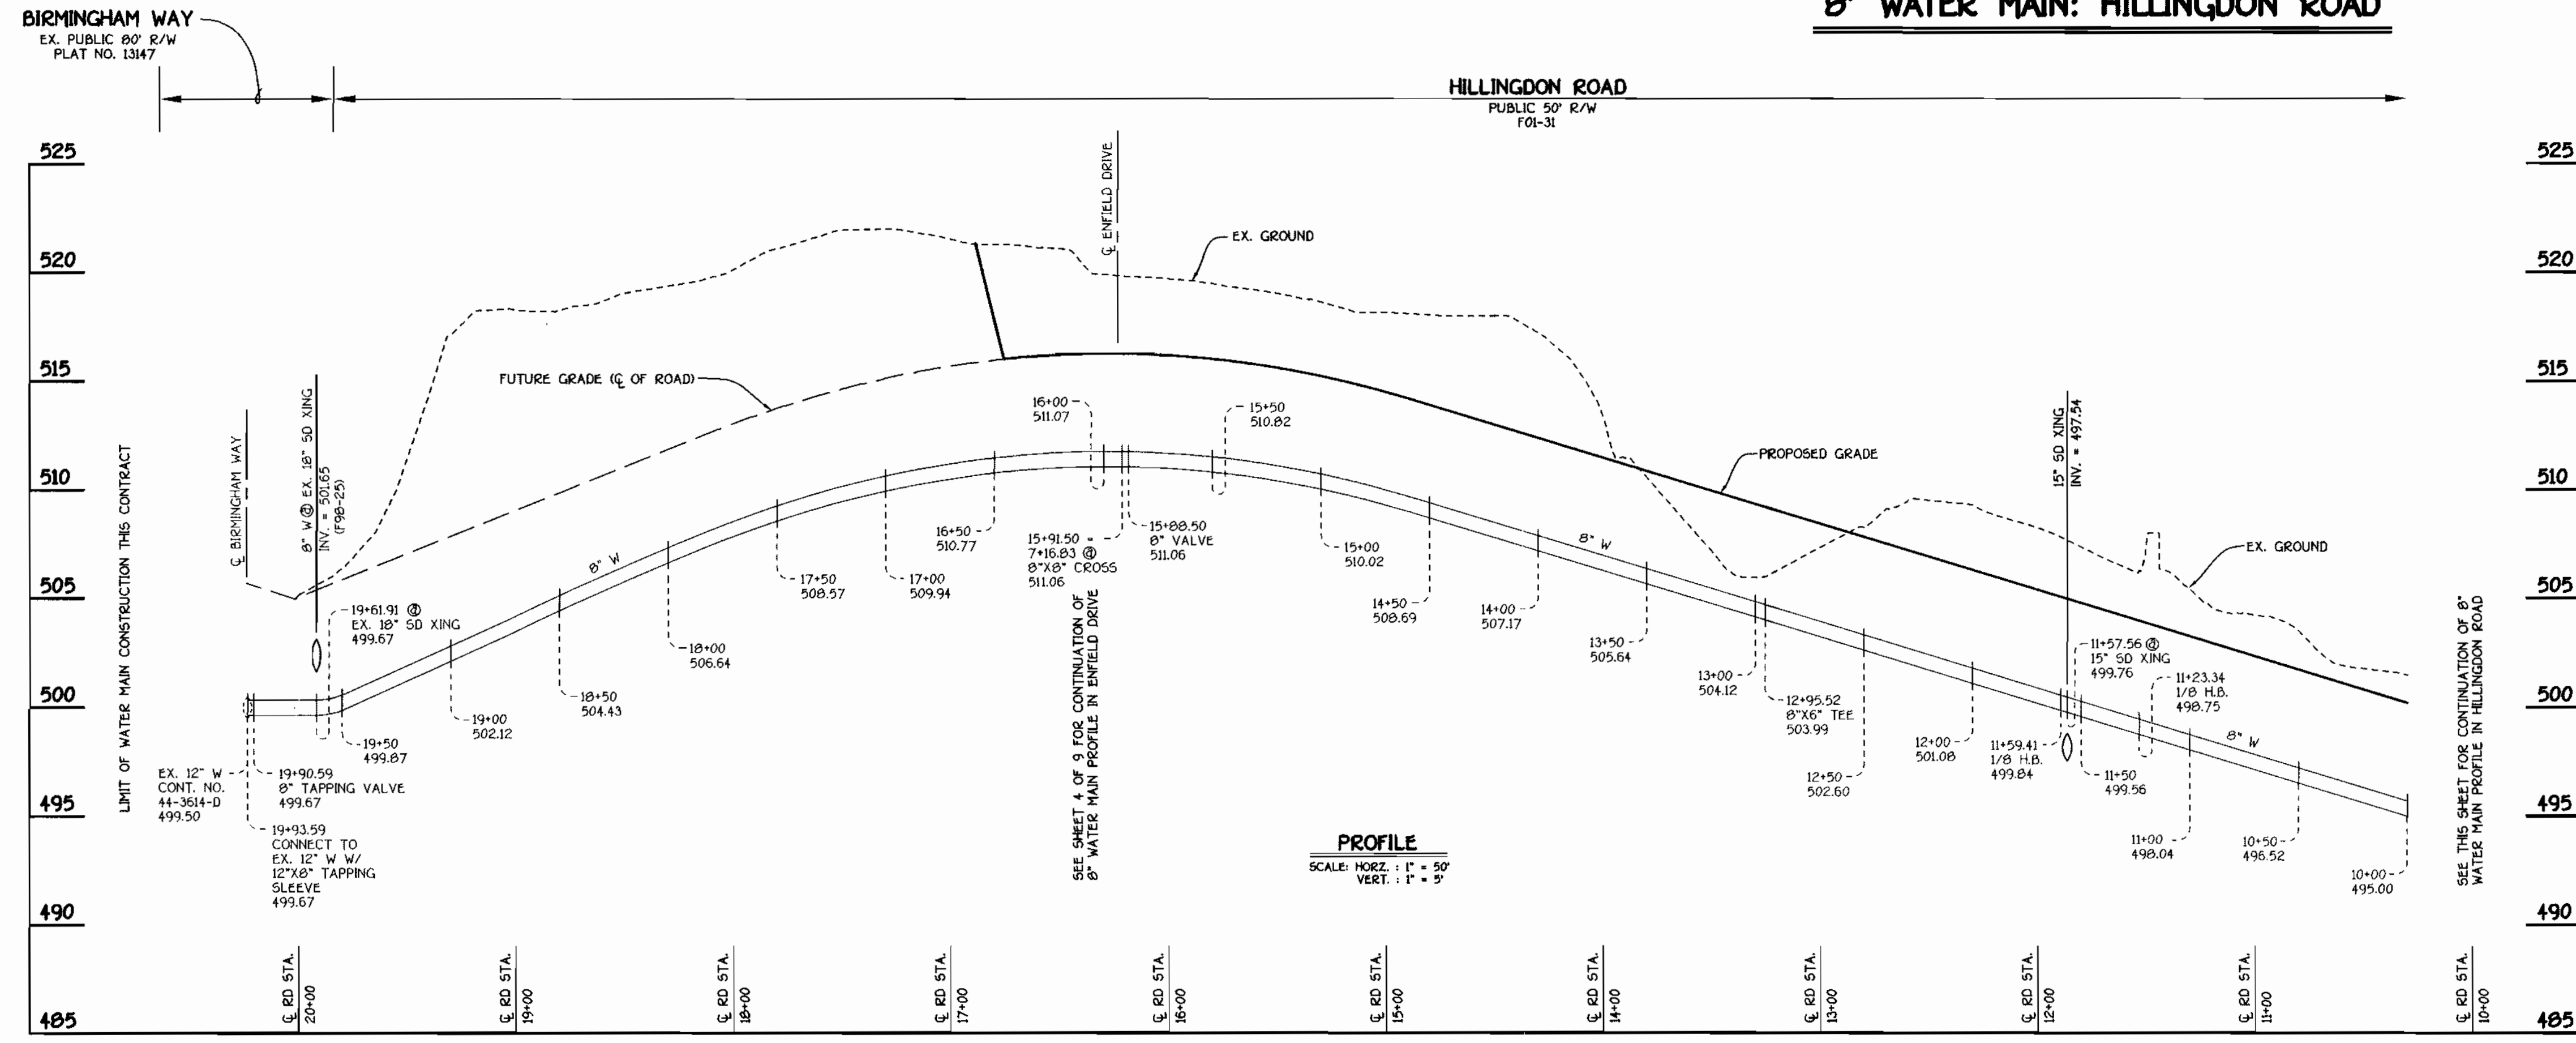 8" WATER MAIN: HILLINGDON ROAD
BIRMINGHAM WAY
EX. PUBLIC 80' R/W
PLAT NO. 13147
HILLINGDON ROAD
PUBLIC 50' R/W
F01-31
525
520
515
510
505
500
495
490
485
525
520
515
510
505
500
495
490
485
LIMIT OF WATER MAIN CONSTRUCTION THIS CONTRACT
℄ BIRMINGHAM WAY
8" W @ EX. 18" SD XING
INV. = 501.65
(F98-25)
℄ ENFIELD DRIVE
EX. GROUND
FUTURE GRADE (℄ OF ROAD)
PROPOSED GRADE
EX. GROUND
15" SD XING
INV. = 497.54
8" W
8" W
8" W
EX. 12" W
CONT. NO.
44-3614-D
499.50
19+93.59
CONNECT TO
EX. 12" W W/
12"X8" TAPPING
SLEEVE
499.67
19+90.59
8" TAPPING VALVE
499.67
19+61.91 @
EX. 18" SD XING
499.67
19+50
499.87
19+00
502.12
18+50
504.43
18+00
506.64
17+50
508.57
17+00
509.94
16+50
510.77
16+00
511.07
15+91.50 =
7+16.83 @
8"X8" CROSS
511.06
15+88.50
8" VALVE
511.06
15+50
510.82
15+00
510.02
14+50
508.69
14+00
507.17
13+50
505.64
13+00
504.12
12+95.52
8"X6" TEE
503.99
12+50
502.60
12+00
501.08
11+59.41
1/8 H.B.
499.84
11+57.56 @
15" SD XING
499.76
11+50
499.56
11+23.34
1/8 H.B.
498.75
11+00
498.04
10+50
496.52
10+00
495.00
SEE SHEET 4 OF 9 FOR CONTINUATION OF
8" WATER MAIN PROFILE IN ENFIELD DRIVE
SEE THIS SHEET FOR CONTINUATION OF 8"
WATER MAIN PROFILE IN HILLINGDON ROAD
PROFILE
SCALE: HORZ. : 1" = 50'
VERT. : 1" = 5'
℄ RD STA.
20+00
℄ RD STA.
19+00
℄ RD STA.
18+00
℄ RD STA.
17+00
℄ RD STA.
16+00
℄ RD STA.
15+00
℄ RD STA.
14+00
℄ RD STA.
13+00
℄ RD STA.
12+00
℄ RD STA.
11+00
℄ RD STA.
10+00